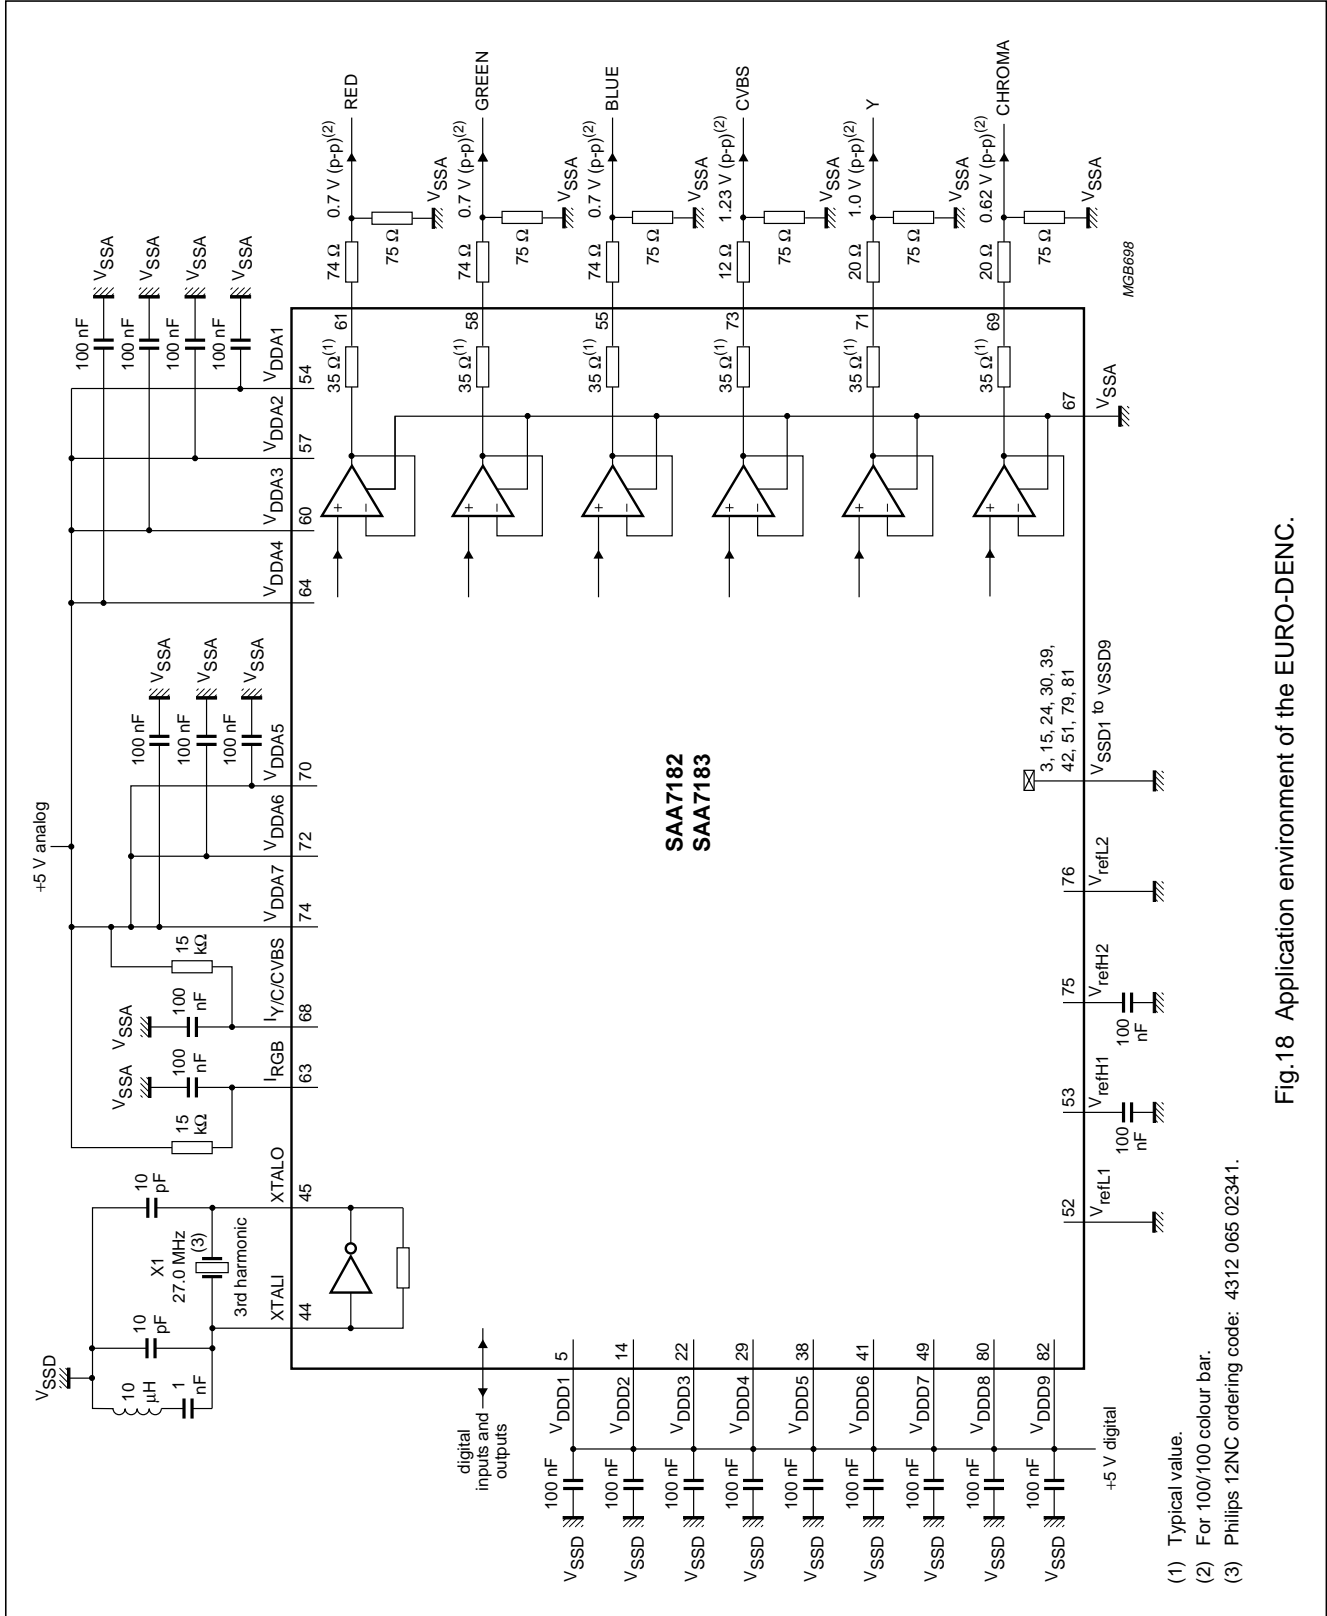 +5 V analog
VSSD
10 μH
1 nF
10 pF
X1
27.0 MHz
(3)
3rd harmonic
10 pF
15 kΩ
VSSA
100 nF
VSSA
100 nF
15 kΩ
100 nF VSSA
100 nF VSSA
100 nF VSSA
100 nF VSSA
100 nF VSSA
100 nF VSSA
100 nF VSSA
XTALI
44
XTALO
45
IRGB
63
IY/C/CVBS
68
VDDA7
74
VDDA6
72
VDDA5
70
VDDA4
64
VDDA3
60
VDDA2
57
VDDA1
54
digital
inputs and
outputs
SAA7182
SAA7183
35 Ω(1) 61 74 Ω 0.7 V (p-p)(2) RED
75 Ω VSSA
35 Ω(1) 58 74 Ω 0.7 V (p-p)(2) GREEN
75 Ω VSSA
35 Ω(1) 55 74 Ω 0.7 V (p-p)(2) BLUE
75 Ω VSSA
35 Ω(1) 73 12 Ω 1.23 V (p-p)(2) CVBS
75 Ω VSSA
35 Ω(1) 71 20 Ω 1.0 V (p-p)(2) Y
75 Ω VSSA
35 Ω(1) 69 20 Ω 0.62 V (p-p)(2) CHROMA
75 Ω VSSA
+ −
+ −
+ −
+ −
+ −
+ −
67
VSSA
VSSD 100 nF VDDD1 5
VSSD 100 nF VDDD2 14
VSSD 100 nF VDDD3 22
VSSD 100 nF VDDD4 29
VSSD 100 nF VDDD5 38
VSSD 100 nF VDDD6 41
VSSD 100 nF VDDD7 49
VSSD 100 nF VDDD8 80
VSSD 100 nF VDDD9 82
+5 V digital
52
VrefL1
53
VrefH1
100 nF
75
VrefH2
100 nF
76
VrefL2
3, 15, 24, 30, 39,
42, 51, 79, 81
VSSD1 to VSSD9
MGB698
(1) Typical value.
(2) For 100/100 colour bar.
(3) Philips 12NC ordering code: 4312 065 02341.
Fig.18 Application environment of the EURO-DENC.